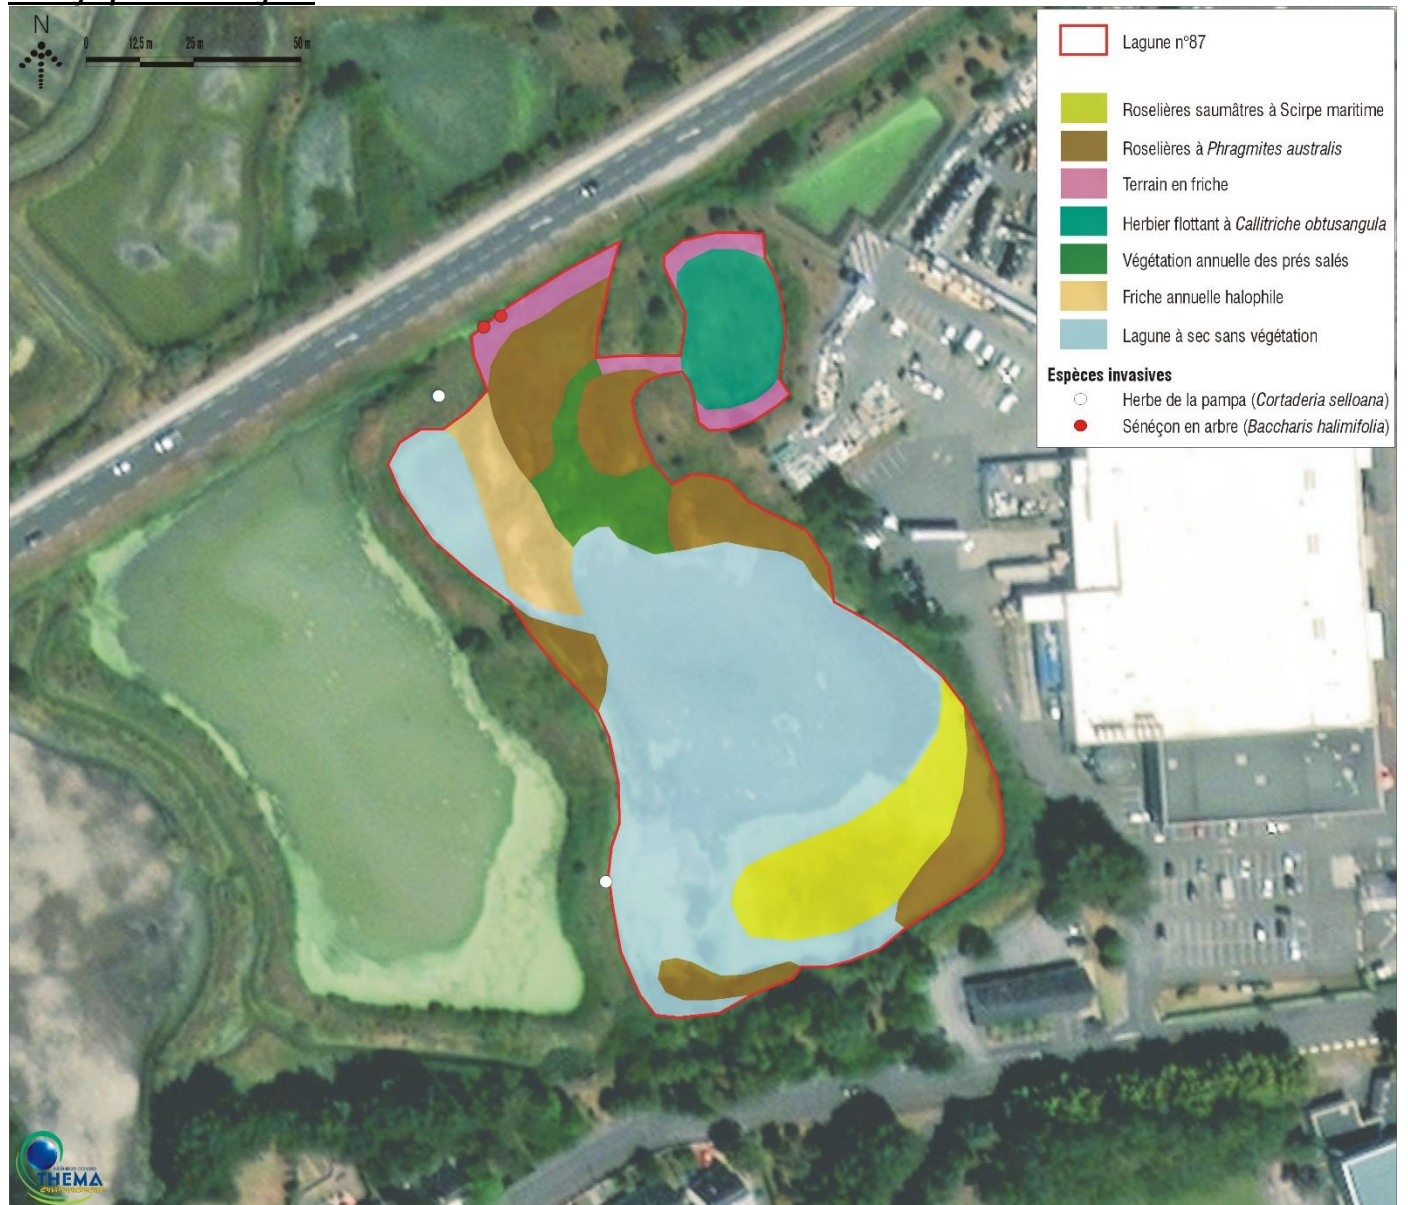 N
0 12,5 m 25 m 50 m
Lagune n°87
Roselières saumâtres à Scirpe maritime
Roselières à Phragmites australis
Terrain en friche
Herbier flottant à Callitriche obtusangula
Végétation annuelle des prés salés
Friche annuelle halophile
Lagune à sec sans végétation
Espèces invasives
Herbe de la pampa (Cortaderia selloana)
Sénéçon en arbre (Baccharis halimifolia)
THEMA